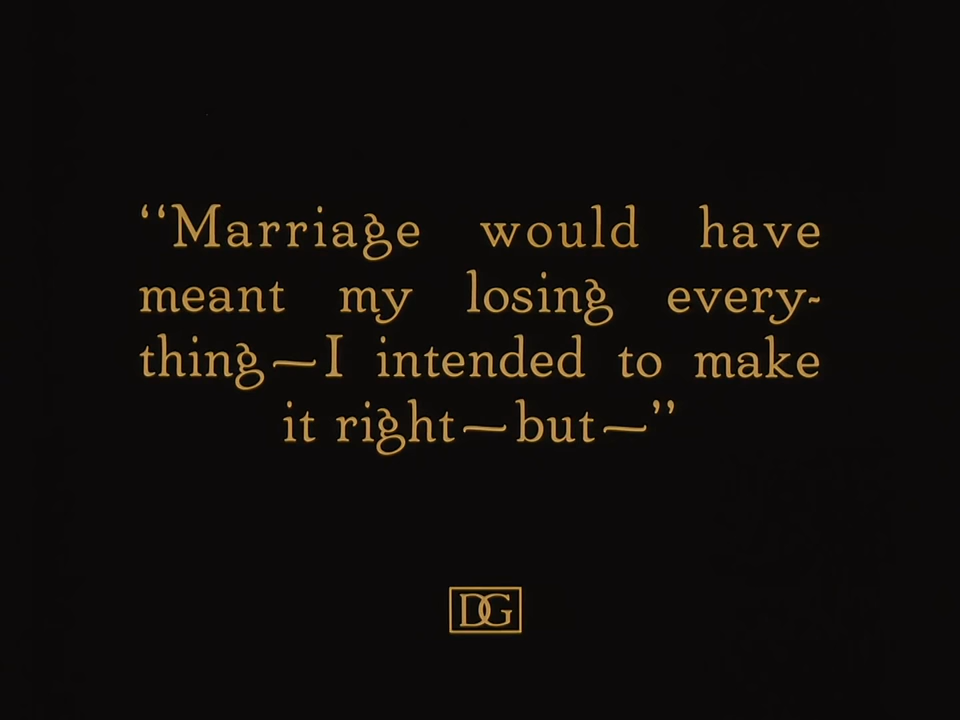 “Marriage would have
meant my losing every-
thing—I intended to make
it right—but—”
DG